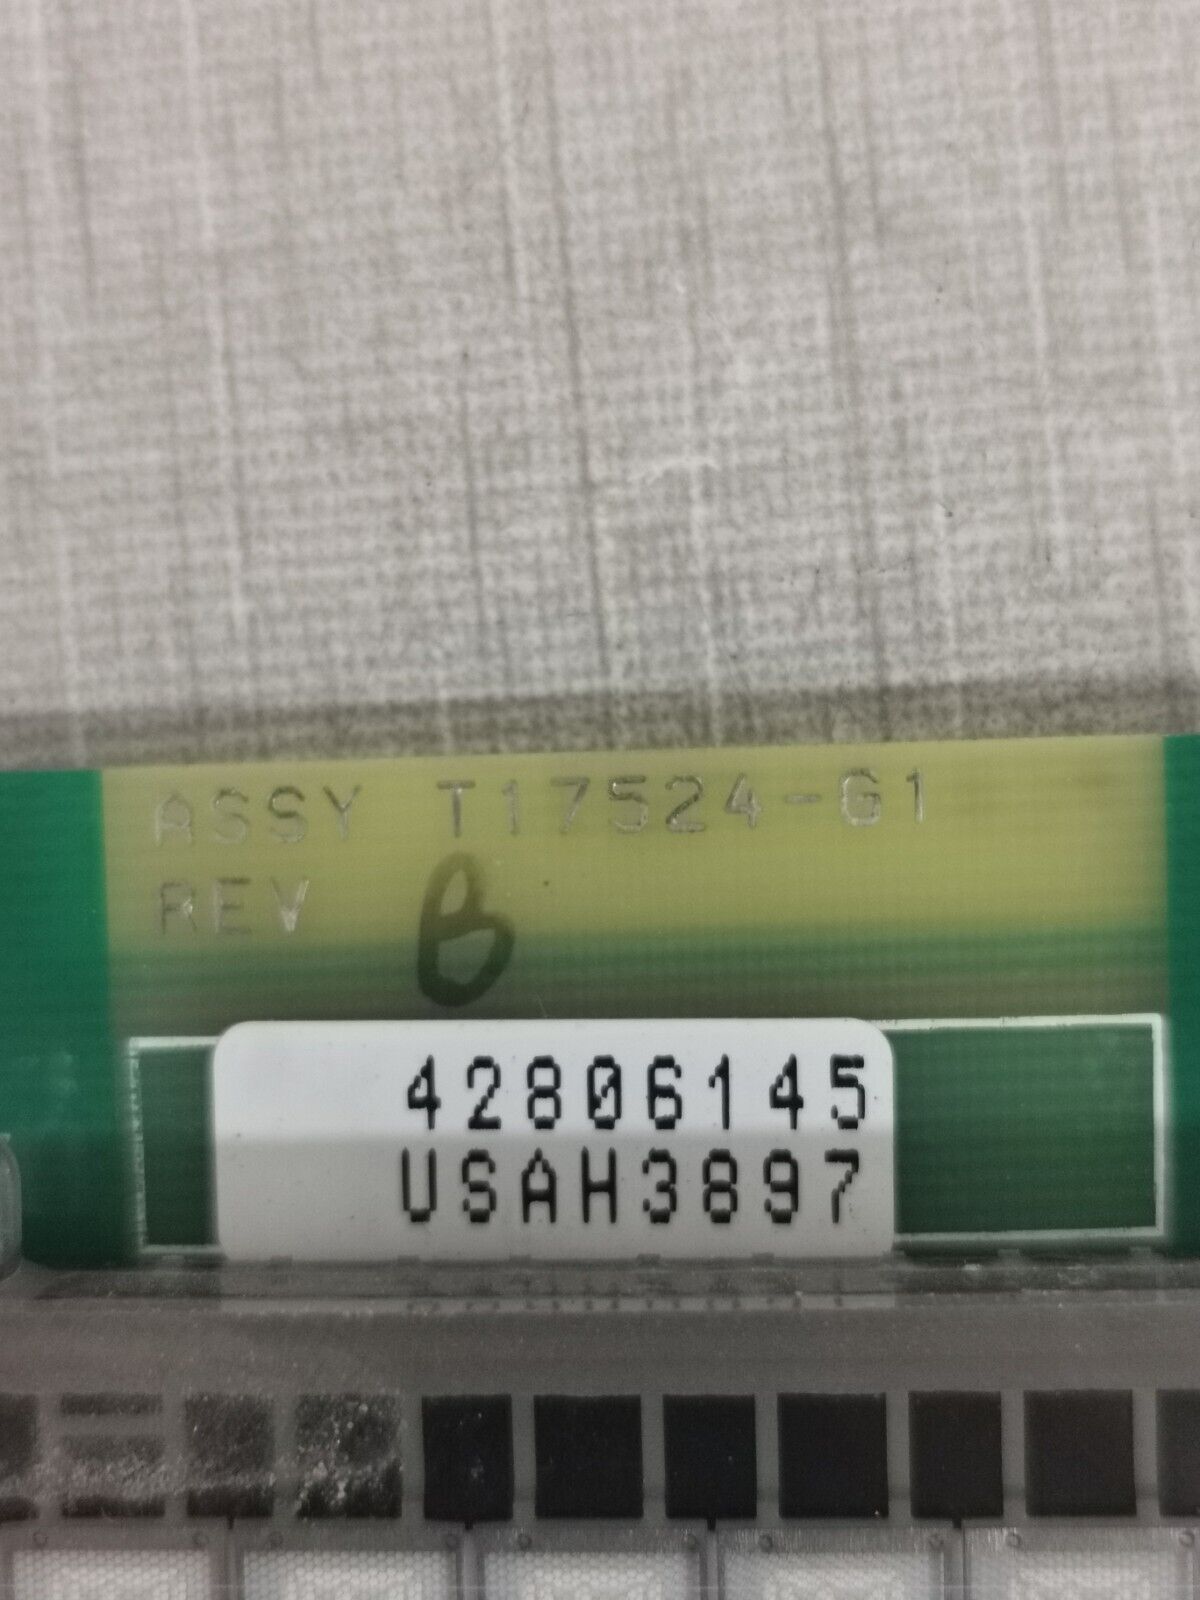 ASSY T17524-G1
REV B
42806145
USAH3897